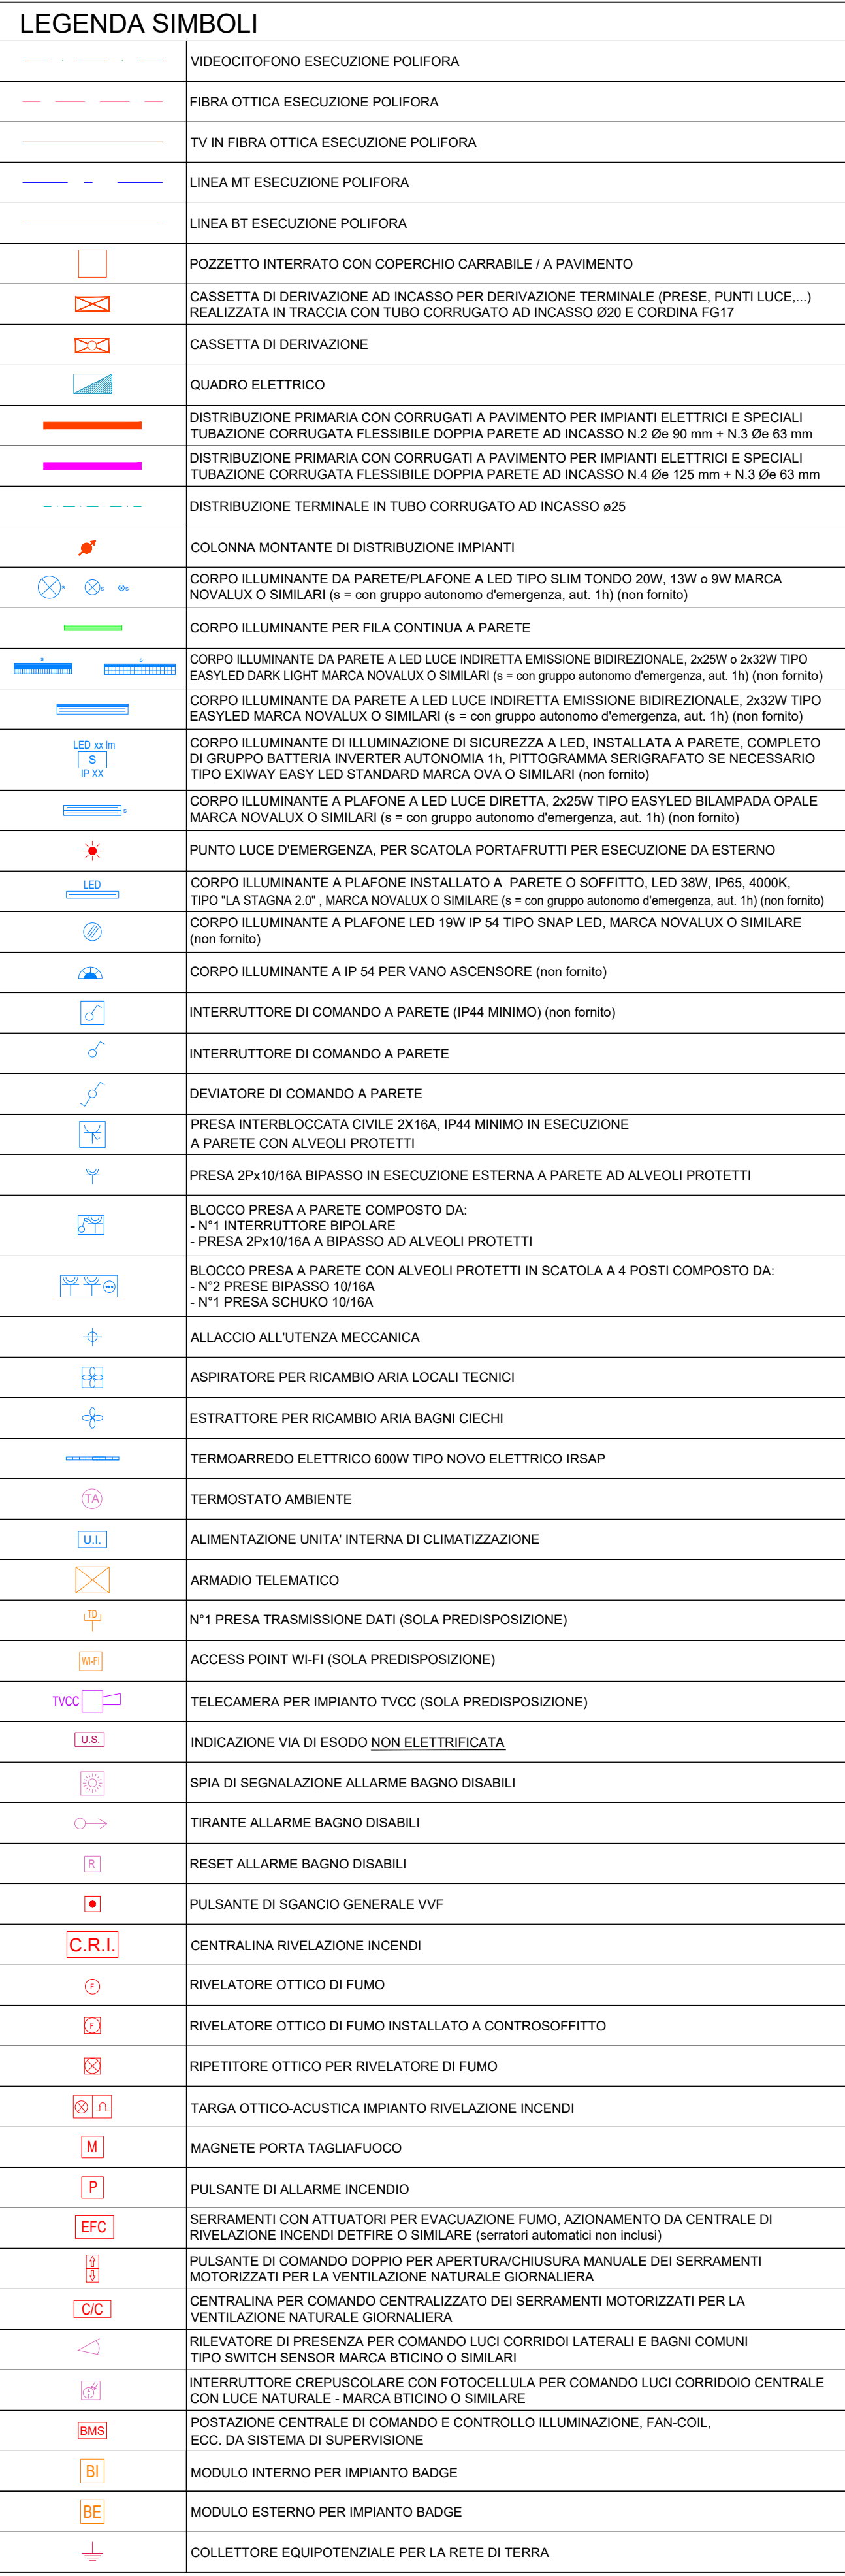 LEGENDA SIMBOLI
VIDEOCITOFONO ESECUZIONE POLIFORA
FIBRA OTTICA ESECUZIONE POLIFORA
TV IN FIBRA OTTICA ESECUZIONE POLIFORA
LINEA MT ESECUZIONE POLIFORA
LINEA BT ESECUZIONE POLIFORA
POZZETTO INTERRATO CON COPERCHIO CARRABILE / A PAVIMENTO
CASSETTA DI DERIVAZIONE AD INCASSO PER DERIVAZIONE TERMINALE (PRESE, PUNTI LUCE,...)
REALIZZATA IN TRACCIA CON TUBO CORRUGATO AD INCASSO Ø20 E CORDINA FG17
CASSETTA DI DERIVAZIONE
QUADRO ELETTRICO
DISTRIBUZIONE PRIMARIA CON CORRUGATI A PAVIMENTO PER IMPIANTI ELETTRICI E SPECIALI
TUBAZIONE CORRUGATA FLESSIBILE DOPPIA PARETE AD INCASSO N.2 Øe 90 mm + N.3 Øe 63 mm
DISTRIBUZIONE PRIMARIA CON CORRUGATI A PAVIMENTO PER IMPIANTI ELETTRICI E SPECIALI
TUBAZIONE CORRUGATA FLESSIBILE DOPPIA PARETE AD INCASSO N.4 Øe 125 mm + N.3 Øe 63 mm
DISTRIBUZIONE TERMINALE IN TUBO CORRUGATO AD INCASSO ø25
COLONNA MONTANTE DI DISTRIBUZIONE IMPIANTI
s s s
CORPO ILLUMINANTE DA PARETE/PLAFONE A LED TIPO SLIM TONDO 20W, 13W o 9W MARCA
NOVALUX O SIMILARI (s = con gruppo autonomo d'emergenza, aut. 1h) (non fornito)
CORPO ILLUMINANTE PER FILA CONTINUA A PARETE
s s
CORPO ILLUMINANTE DA PARETE A LED LUCE INDIRETTA EMISSIONE BIDIREZIONALE, 2x25W o 2x32W TIPO
EASYLED DARK LIGHT MARCA NOVALUX O SIMILARI (s = con gruppo autonomo d'emergenza, aut. 1h) (non fornito)
CORPO ILLUMINANTE DA PARETE A LED LUCE INDIRETTA EMISSIONE BIDIREZIONALE, 2x32W TIPO
EASYLED MARCA NOVALUX O SIMILARI (s = con gruppo autonomo d'emergenza, aut. 1h) (non fornito)
LED xx lm
S
IP XX
CORPO ILLUMINANTE DI ILLUMINAZIONE DI SICUREZZA A LED, INSTALLATA A PARETE, COMPLETO
DI GRUPPO BATTERIA INVERTER AUTONOMIA 1h, PITTOGRAMMA SERIGRAFATO SE NECESSARIO
TIPO EXIWAY EASY LED STANDARD MARCA OVA O SIMILARI (non fornito)
s
CORPO ILLUMINANTE A PLAFONE A LED LUCE DIRETTA, 2x25W TIPO EASYLED BILAMPADA OPALE
MARCA NOVALUX O SIMILARI (s = con gruppo autonomo d'emergenza, aut. 1h) (non fornito)
PUNTO LUCE D'EMERGENZA, PER SCATOLA PORTAFRUTTI PER ESECUZIONE DA ESTERNO
LED
CORPO ILLUMINANTE A PLAFONE INSTALLATO A PARETE O SOFFITTO, LED 38W, IP65, 4000K,
TIPO "LA STAGNA 2.0" , MARCA NOVALUX O SIMILARE (s = con gruppo autonomo d'emergenza, aut. 1h) (non fornito)
CORPO ILLUMINANTE A PLAFONE LED 19W IP 54 TIPO SNAP LED, MARCA NOVALUX O SIMILARE
(non fornito)
CORPO ILLUMINANTE A IP 54 PER VANO ASCENSORE (non fornito)
INTERRUTTORE DI COMANDO A PARETE (IP44 MINIMO) (non fornito)
INTERRUTTORE DI COMANDO A PARETE
DEVIATORE DI COMANDO A PARETE
PRESA INTERBLOCCATA CIVILE 2X16A, IP44 MINIMO IN ESECUZIONE
A PARETE CON ALVEOLI PROTETTI
PRESA 2Px10/16A BIPASSO IN ESECUZIONE ESTERNA A PARETE AD ALVEOLI PROTETTI
BLOCCO PRESA A PARETE COMPOSTO DA:
- N°1 INTERRUTTORE BIPOLARE
- PRESA 2Px10/16A A BIPASSO AD ALVEOLI PROTETTI
BLOCCO PRESA A PARETE CON ALVEOLI PROTETTI IN SCATOLA A 4 POSTI COMPOSTO DA:
- N°2 PRESE BIPASSO 10/16A
- N°1 PRESA SCHUKO 10/16A
ALLACCIO ALL'UTENZA MECCANICA
ASPIRATORE PER RICAMBIO ARIA LOCALI TECNICI
ESTRATTORE PER RICAMBIO ARIA BAGNI CIECHI
TERMOARREDO ELETTRICO 600W TIPO NOVO ELETTRICO IRSAP
TA
TERMOSTATO AMBIENTE
U.I.
ALIMENTAZIONE UNITA' INTERNA DI CLIMATIZZAZIONE
ARMADIO TELEMATICO
TD
N°1 PRESA TRASMISSIONE DATI (SOLA PREDISPOSIZIONE)
WI-FI
ACCESS POINT WI-FI (SOLA PREDISPOSIZIONE)
TVCC
TELECAMERA PER IMPIANTO TVCC (SOLA PREDISPOSIZIONE)
U.S.
INDICAZIONE VIA DI ESODO NON ELETTRIFICATA
SPIA DI SEGNALAZIONE ALLARME BAGNO DISABILI
TIRANTE ALLARME BAGNO DISABILI
R
RESET ALLARME BAGNO DISABILI
PULSANTE DI SGANCIO GENERALE VVF
C.R.I.
CENTRALINA RIVELAZIONE INCENDI
F
RIVELATORE OTTICO DI FUMO
F
RIVELATORE OTTICO DI FUMO INSTALLATO A CONTROSOFFITTO
RIPETITORE OTTICO PER RIVELATORE DI FUMO
TARGA OTTICO-ACUSTICA IMPIANTO RIVELAZIONE INCENDI
M
MAGNETE PORTA TAGLIAFUOCO
P
PULSANTE DI ALLARME INCENDIO
EFC
SERRAMENTI CON ATTUATORI PER EVACUAZIONE FUMO, AZIONAMENTO DA CENTRALE DI
RIVELAZIONE INCENDI DETFIRE O SIMILARE (serratori automatici non inclusi)
PULSANTE DI COMANDO DOPPIO PER APERTURA/CHIUSURA MANUALE DEI SERRAMENTI
MOTORIZZATI PER LA VENTILAZIONE NATURALE GIORNALIERA
C/C
CENTRALINA PER COMANDO CENTRALIZZATO DEI SERRAMENTI MOTORIZZATI PER LA
VENTILAZIONE NATURALE GIORNALIERA
RILEVATORE DI PRESENZA PER COMANDO LUCI CORRIDOI LATERALI E BAGNI COMUNI
TIPO SWITCH SENSOR MARCA BTICINO O SIMILARI
INTERRUTTORE CREPUSCOLARE CON FOTOCELLULA PER COMANDO LUCI CORRIDOIO CENTRALE
CON LUCE NATURALE - MARCA BTICINO O SIMILARE
BMS
POSTAZIONE CENTRALE DI COMANDO E CONTROLLO ILLUMINAZIONE, FAN-COIL,
ECC. DA SISTEMA DI SUPERVISIONE
BI
MODULO INTERNO PER IMPIANTO BADGE
BE
MODULO ESTERNO PER IMPIANTO BADGE
COLLETTORE EQUIPOTENZIALE PER LA RETE DI TERRA